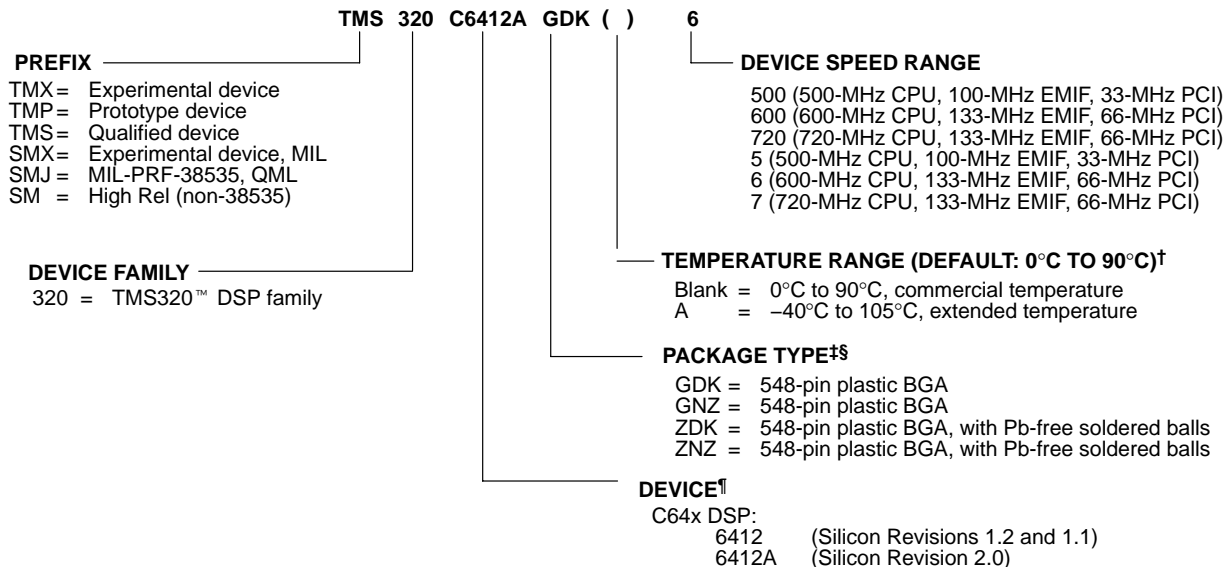 TMS 320 C6412A GDK ( ) 6
PREFIX
TMX = Experimental device
TMP = Prototype device
TMS = Qualified device
SMX = Experimental device, MIL
SMJ = MIL-PRF-38535, QML
SM = High Rel (non-38535)
DEVICE SPEED RANGE
500 (500-MHz CPU, 100-MHz EMIF, 33-MHz PCI)
600 (600-MHz CPU, 133-MHz EMIF, 66-MHz PCI)
720 (720-MHz CPU, 133-MHz EMIF, 66-MHz PCI)
5 (500-MHz CPU, 100-MHz EMIF, 33-MHz PCI)
6 (600-MHz CPU, 133-MHz EMIF, 66-MHz PCI)
7 (720-MHz CPU, 133-MHz EMIF, 66-MHz PCI)
DEVICE FAMILY
320 = TMS320™ DSP family
TEMPERATURE RANGE (DEFAULT: 0°C TO 90°C)†
Blank = 0°C to 90°C, commercial temperature
A = −40°C to 105°C, extended temperature
PACKAGE TYPE‡§
GDK = 548-pin plastic BGA
GNZ = 548-pin plastic BGA
ZDK = 548-pin plastic BGA, with Pb-free soldered balls
ZNZ = 548-pin plastic BGA, with Pb-free soldered balls
DEVICE¶
C64x DSP:
6412 (Silicon Revisions 1.2 and 1.1)
6412A (Silicon Revision 2.0)